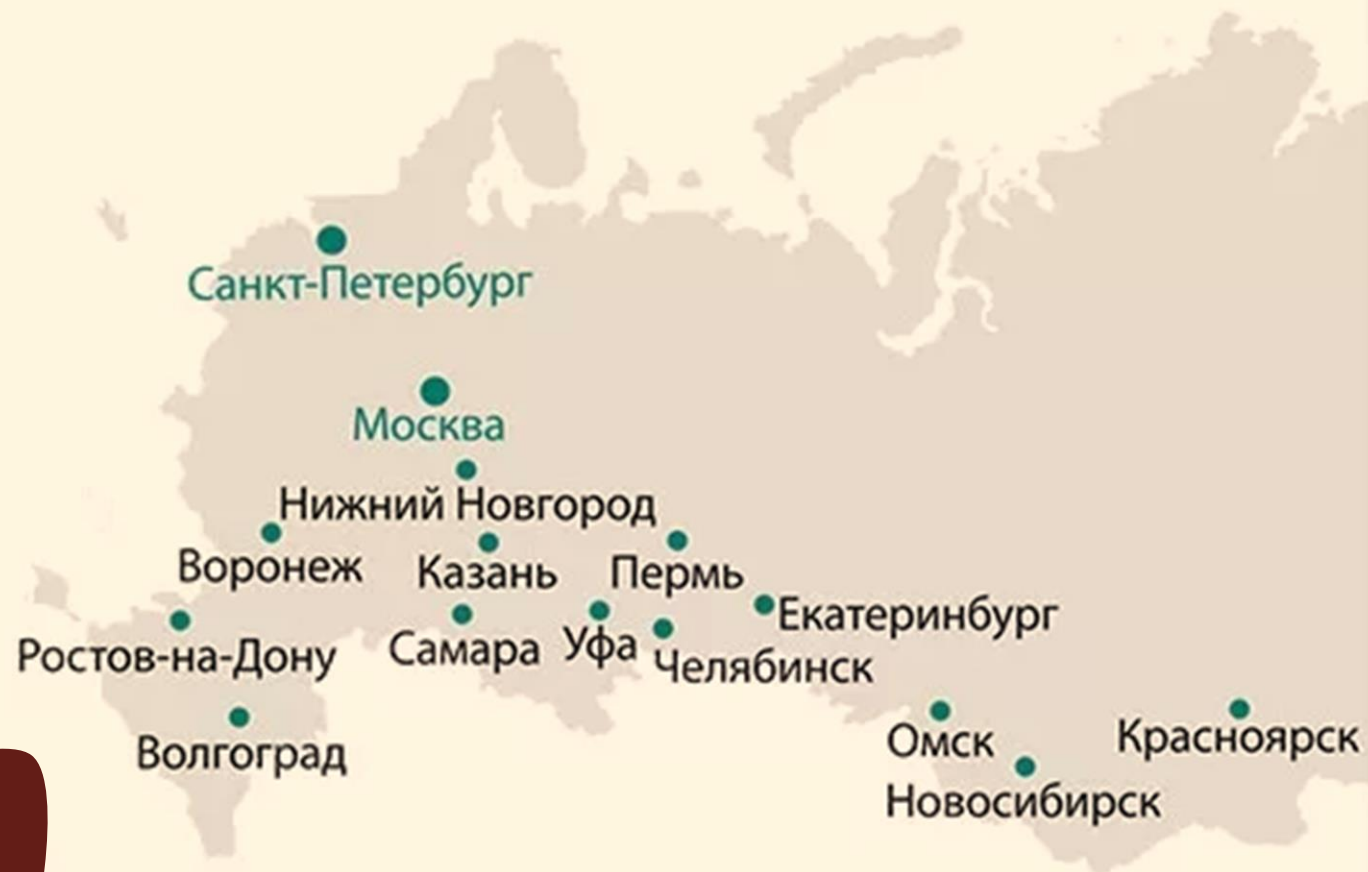 Санкт-Петербург
Москва
Нижний Новгород
Воронеж
Казань
Пермь
Екатеринбург
Ростов-на-Дону
Самара
Уфа
Челябинск
Омск
Красноярск
Волгоград
Новосибирск